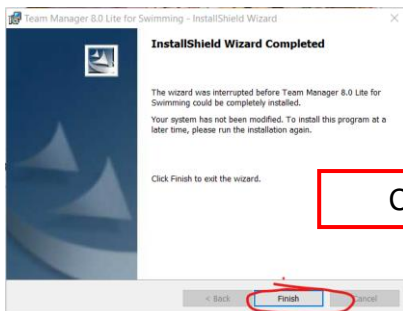 Team Manager 8.0 Lite for Swimming - InstallShield Wizard
InstallShield Wizard Completed
The wizard was interrupted before Team Manager 8.0 Lite for
Swimming could be completely installed.
Your system has not been modified. To install this program at a
later time, please run the installation again.
Click Finish to exit the wizard.
C
< Back Finish Cancel